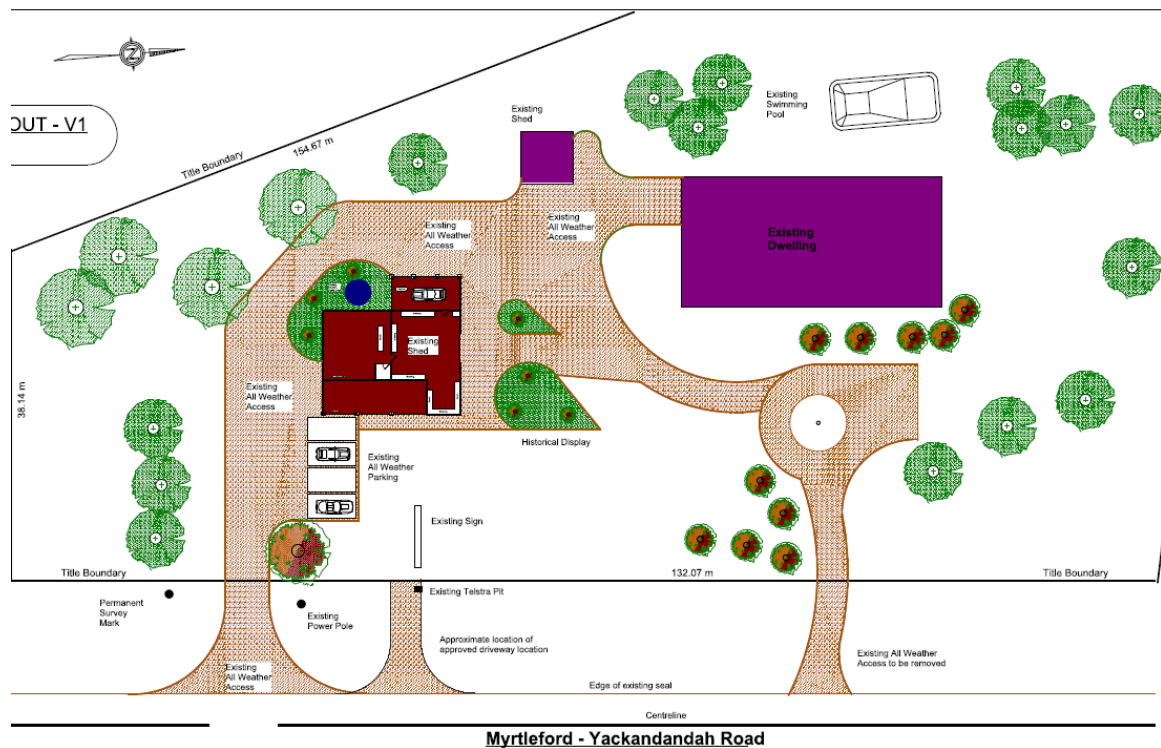 Z
OUT - V1
Title Boundary
154.67 m
Existing
Shed
Existing
Swimming
Pool
Existing
All Weather
Access
Existing
All Weather
Access
Existing
Dwelling
Existing
Shed
38.14 m
Existing
All Weather
Access
Historical Display
Existing
All Weather
Parking
Existing Sign
Title Boundary
132.07 m
Title Boundary
Permanent
Survey
Mark
Existing
Power Pole
Existing Telstra Pit
Approximate location of
approved driveway location
Existing All Weather
Access to be removed
Existing
All Weather
Access
Edge of existing seal
Centreline
Myrtleford - Yackandandah Road